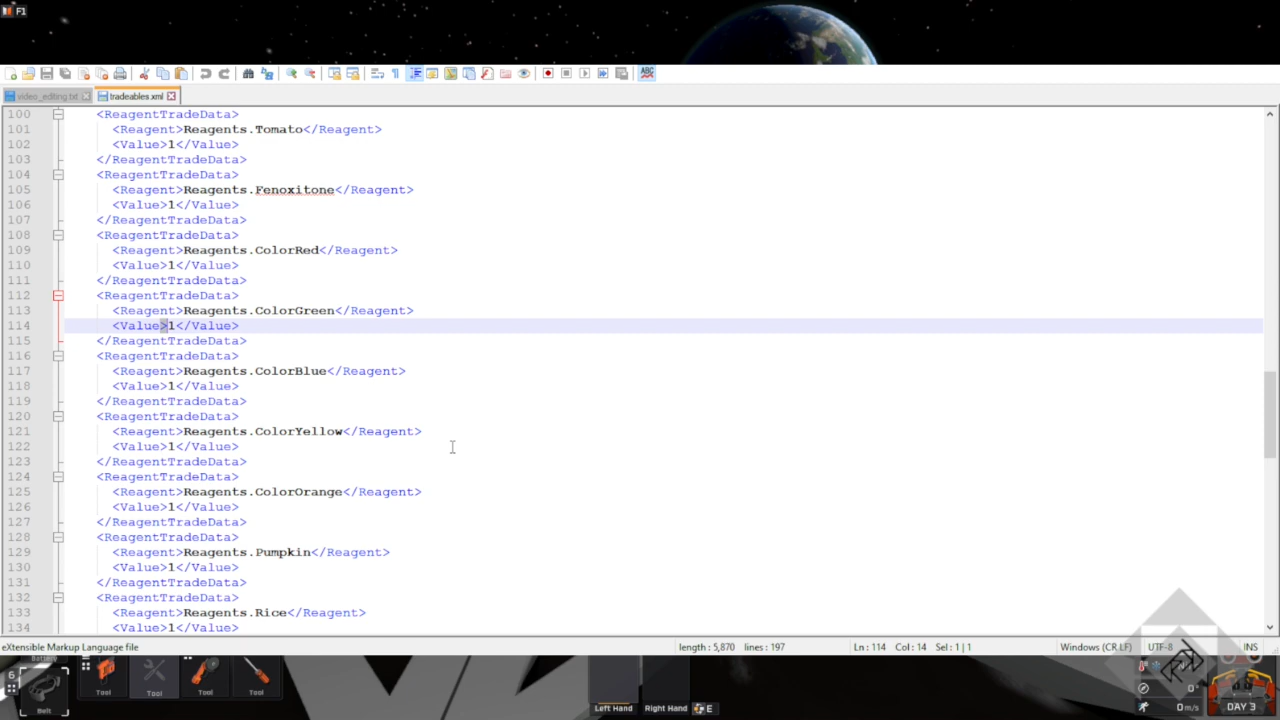 F1
video_editing.txt tradeables.xml
100 <ReagentTradeData>
101 <Reagent>Reagents.Tomato</Reagent>
102 <Value>1</Value>
103 </ReagentTradeData>
104 <ReagentTradeData>
105 <Reagent>Reagents.Fenoxitone</Reagent>
106 <Value>1</Value>
107 </ReagentTradeData>
108 <ReagentTradeData>
109 <Reagent>Reagents.ColorRed</Reagent>
110 <Value>1</Value>
111 </ReagentTradeData>
112 <ReagentTradeData>
113 <Reagent>Reagents.ColorGreen</Reagent>
114 <Value>1</Value>
115 </ReagentTradeData>
116 <ReagentTradeData>
117 <Reagent>Reagents.ColorBlue</Reagent>
118 <Value>1</Value>
119 </ReagentTradeData>
120 <ReagentTradeData>
121 <Reagent>Reagents.ColorYellow</Reagent>
122 <Value>1</Value>
123 </ReagentTradeData>
124 <ReagentTradeData>
125 <Reagent>Reagents.ColorOrange</Reagent>
126 <Value>1</Value>
127 </ReagentTradeData>
128 <ReagentTradeData>
129 <Reagent>Reagents.Pumpkin</Reagent>
130 <Value>1</Value>
131 </ReagentTradeData>
132 <ReagentTradeData>
133 <Reagent>Reagents.Rice</Reagent>
134 <Value>1</Value>
eXtensible Markup Language file length : 5,870 lines : 197 Ln : 114 Col : 14 Sel : 1 | 1 Windows (CR LF) UTF-8 INS
Battery
6
Belt Tool Tool Tool Tool Left Hand Right Hand E
0°
0 m/s DAY 3